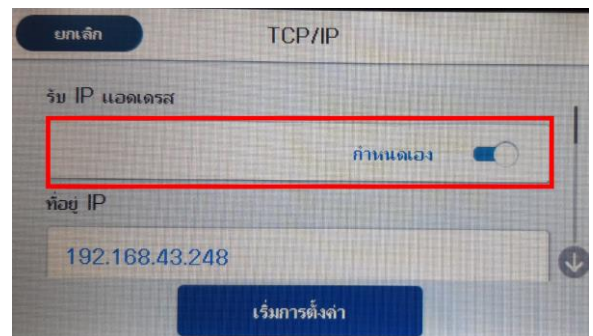 ยกเลิก TCP/IP
รับ IP แอดเดรส
กำหนดเอง
ที่อยู่ IP
192.168.43.248
เริ่มการตั้งค่า